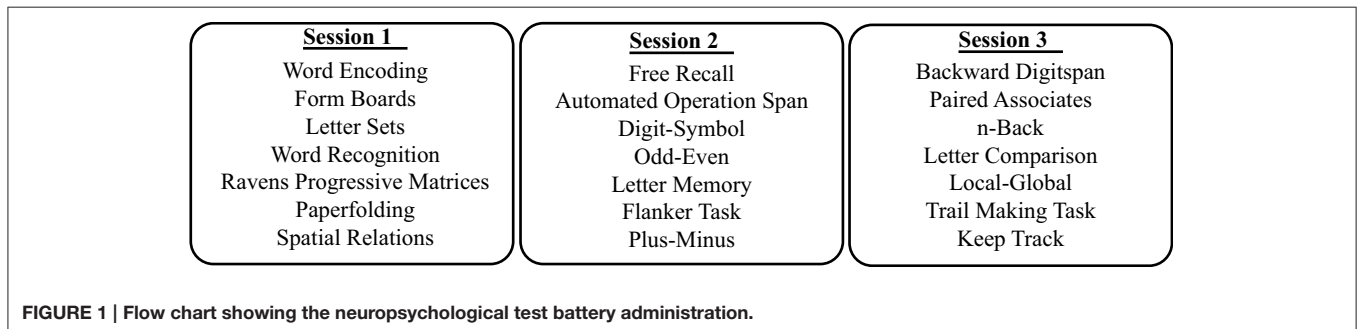 Session 1
Word Encoding
Form Boards
Letter Sets
Word Recognition
Ravens Progressive Matrices
Paperfolding
Spatial Relations
Session 2
Free Recall
Automated Operation Span
Digit-Symbol
Odd-Even
Letter Memory
Flanker Task
Plus-Minus
Session 3
Backward Digitspan
Paired Associates
n-Back
Letter Comparison
Local-Global
Trail Making Task
Keep Track
FIGURE 1 | Flow chart showing the neuropsychological test battery administration.